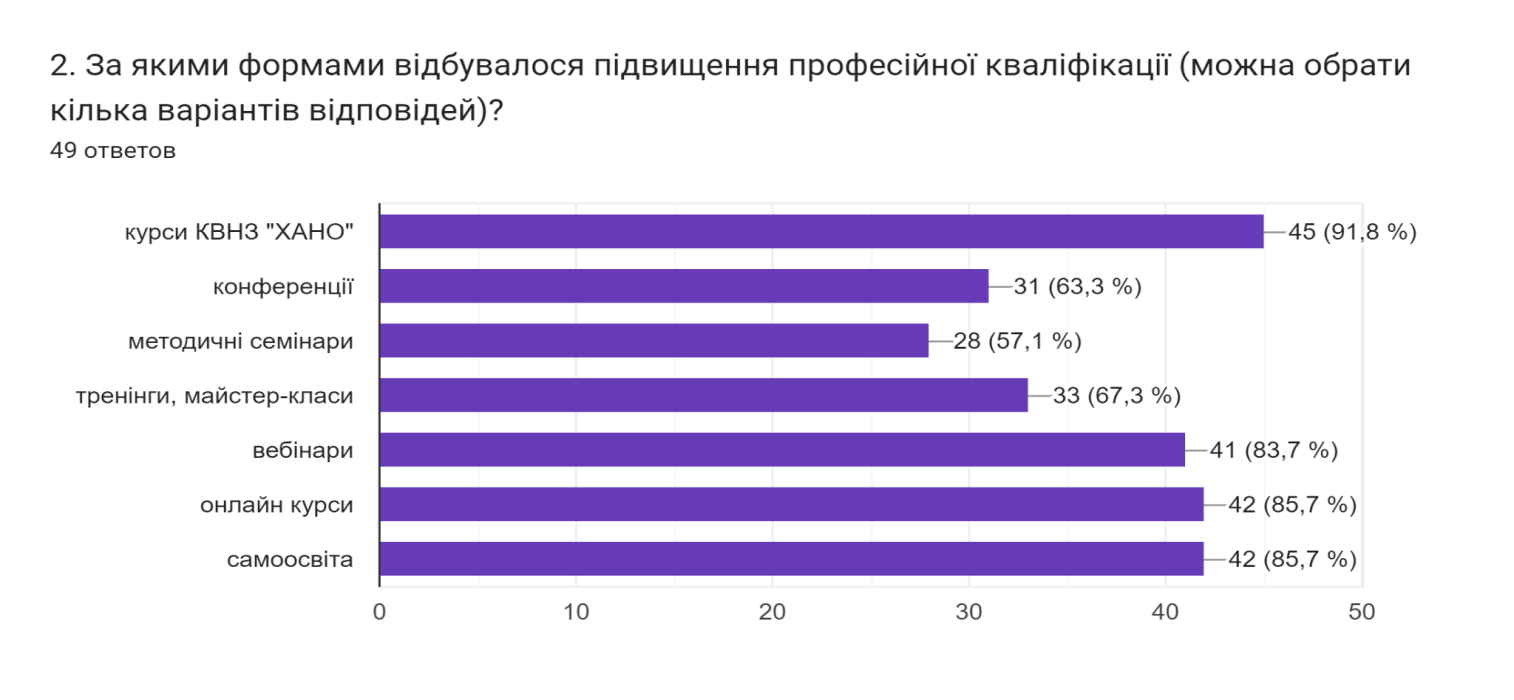 2. За якими формами відбувалося підвищення професійної кваліфікації (можна обрати
кілька варіантів відповідей)?
49 ответов
курси КВНЗ "ХАНО"
45 (91,8 %)
конференції
31 (63,3 %)
методичні семінари
28 (57,1 %)
тренінги, майстер-класи
33 (67,3 %)
вебінари
41 (83,7 %)
онлайн курси
42 (85,7 %)
самоосвіта
42 (85,7 %)
0 10 20 30 40 50